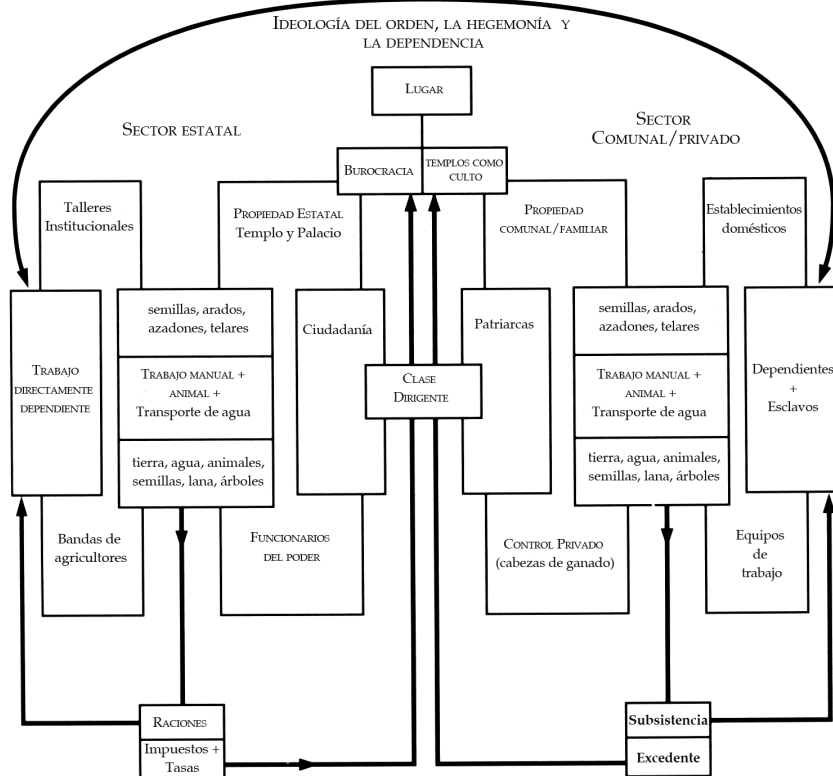 Ideología del orden, la hegemonía y
la dependencia
Lugar
Sector estatal
Sector
Comunal/privado
Burocracia
templos como
culto
Talleres
Institucionales
Propiedad Estatal
Templo y Palacio
Propiedad
comunal/familiar
Establecimientos
domésticos
Trabajo
directamente
dependiente
semillas, arados,
azadones, telares
Trabajo manual +
animal +
Transporte de agua
tierra, agua, animales,
semillas, lana, árboles
Ciudadanía
Clase
Dirigente
Patriarcas
semillas, arados,
azadones, telares
Trabajo manual +
animal +
Transporte de agua
tierra, agua, animales,
semillas, lana, árboles
Dependientes
+
Esclavos
Bandas de
agricultores
Funcionarios
del poder
Control Privado
(cabezas de ganado)
Equipos
de
trabajo
Raciones
Impuestos +
Tasas
Subsistencia
Excedente